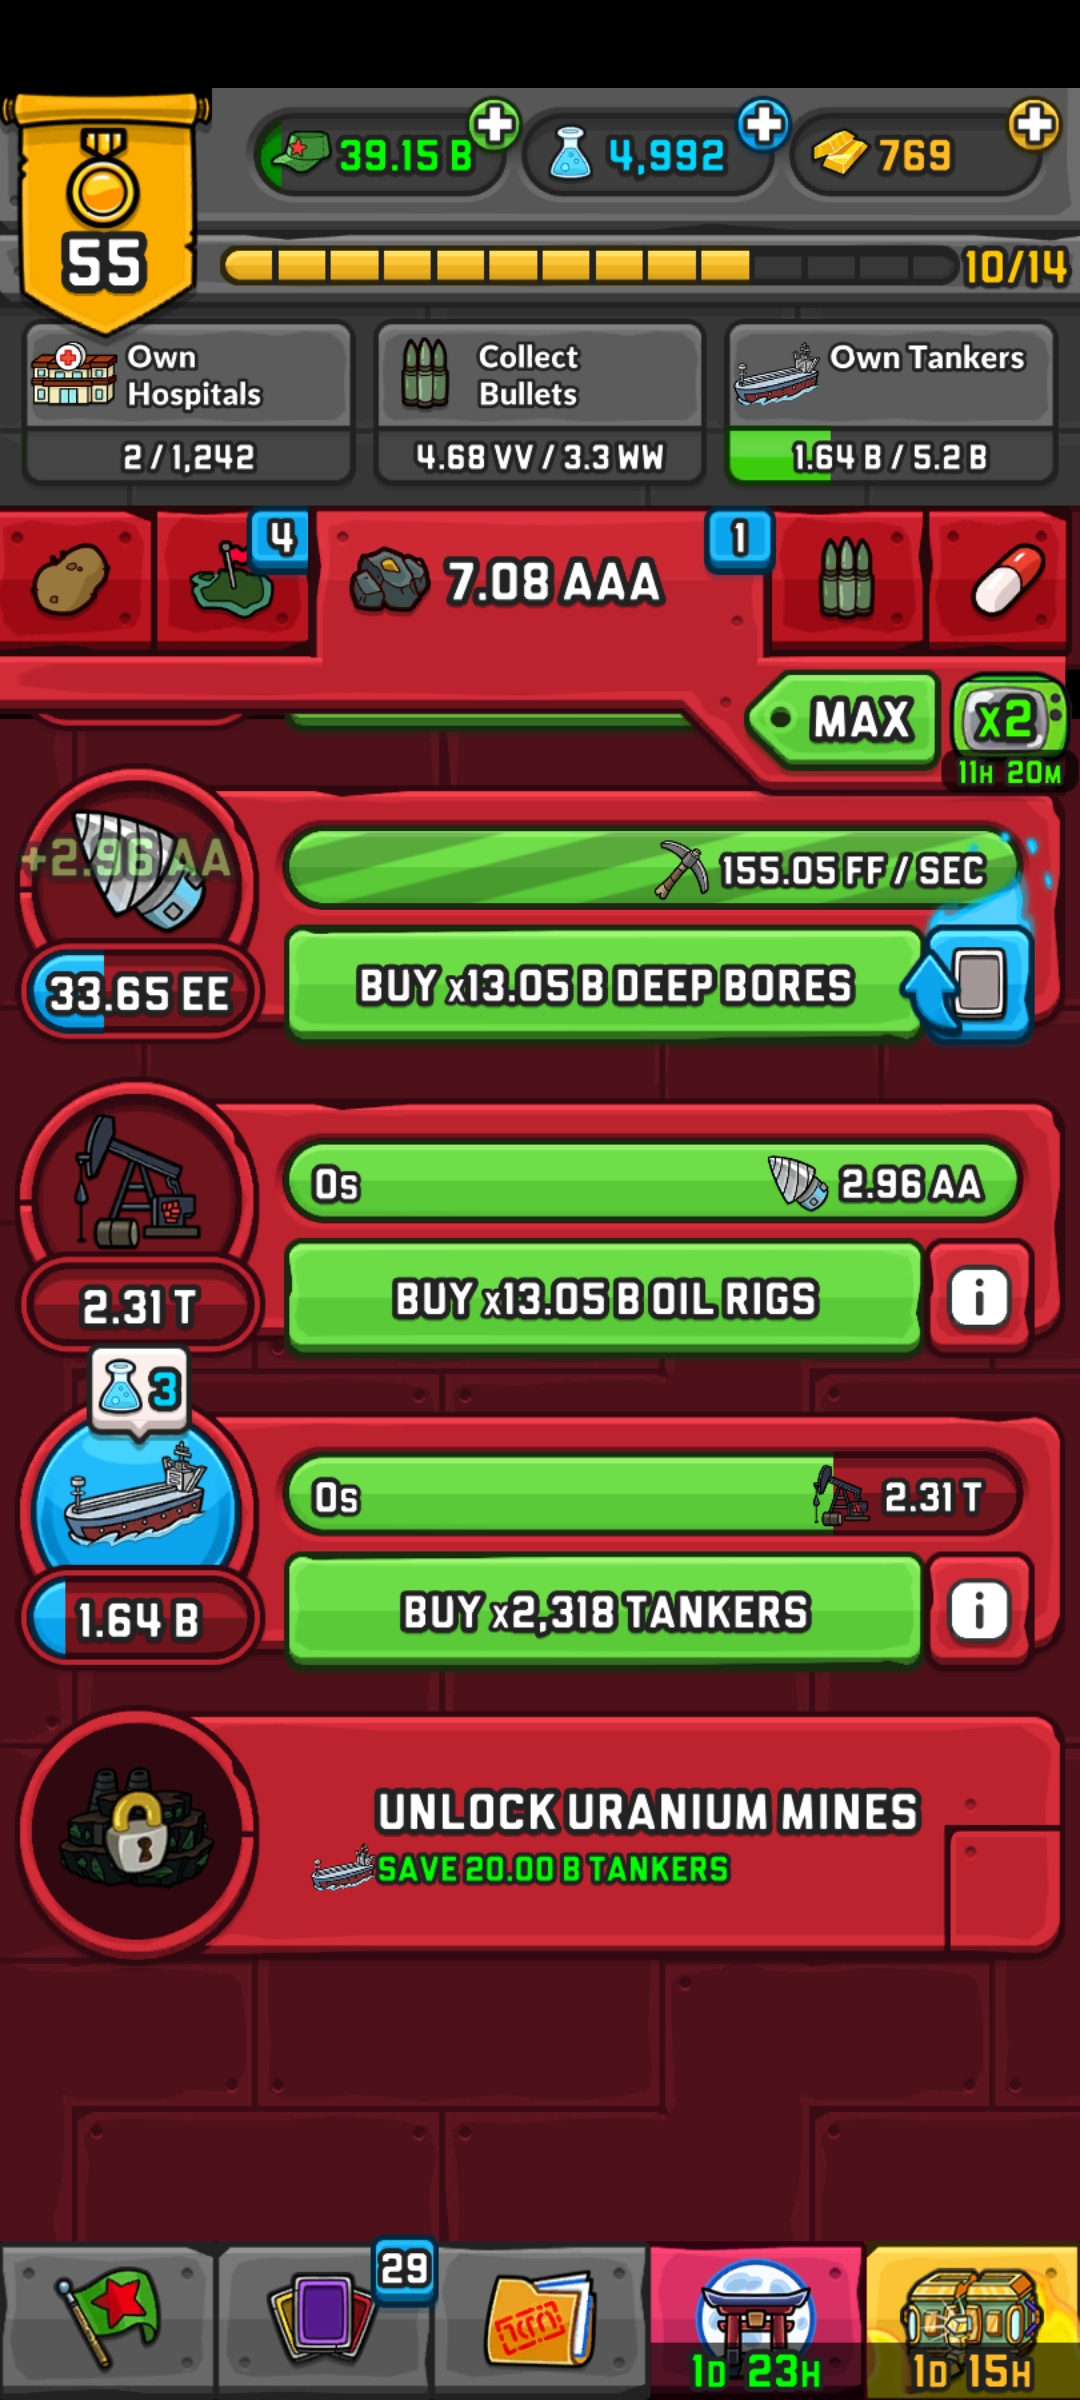 39.15 B
4,992
769
55
10/14
Own Hospitals
2 / 1,242
Collect Bullets
4.68 VV / 3.3 WW
Own Tankers
1.64 B / 5.2 B
4
7.08 AAA
1
MAX
x2
11H 20M
+2.96 AA
155.05 FF / SEC
33.65 EE
BUY x13.05 B DEEP BORES
0s
2.96 AA
2.31 T
BUY x13.05 B OIL RIGS
i
3
0s
2.31 T
1.64 B
BUY x2,318 TANKERS
i
UNLOCK URANIUM MINES
SAVE 20.00 B TANKERS
29
1D 23H
1D 15H